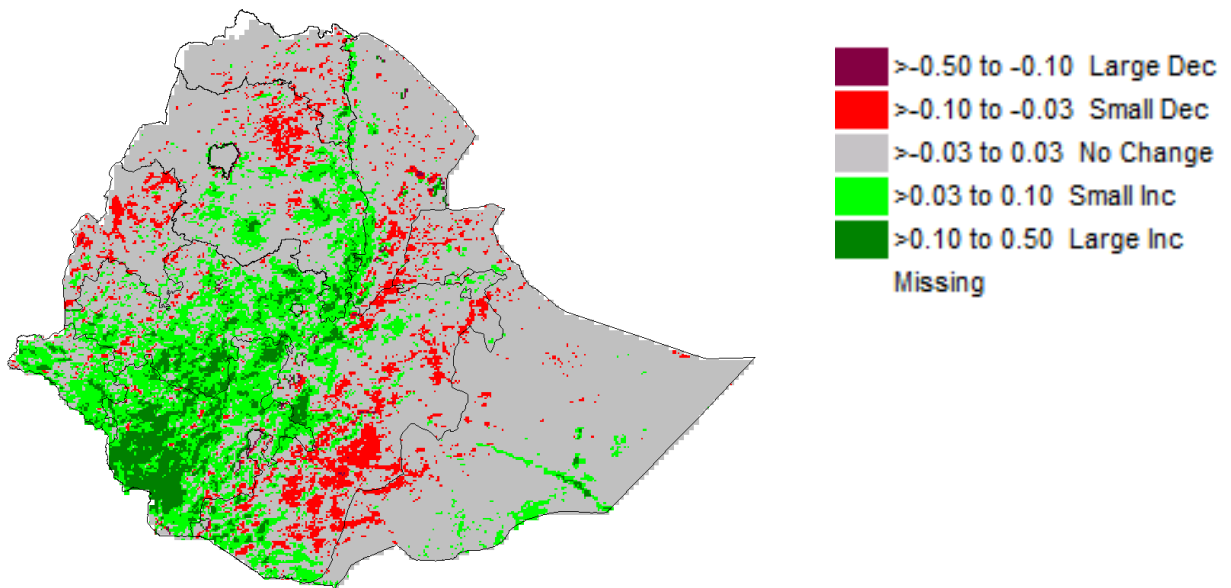 >-0.50 to -0.10 Large Dec
>-0.10 to -0.03 Small Dec
>-0.03 to 0.03 No Change
>0.03 to 0.10 Small Inc
>0.10 to 0.50 Large Inc
Missing